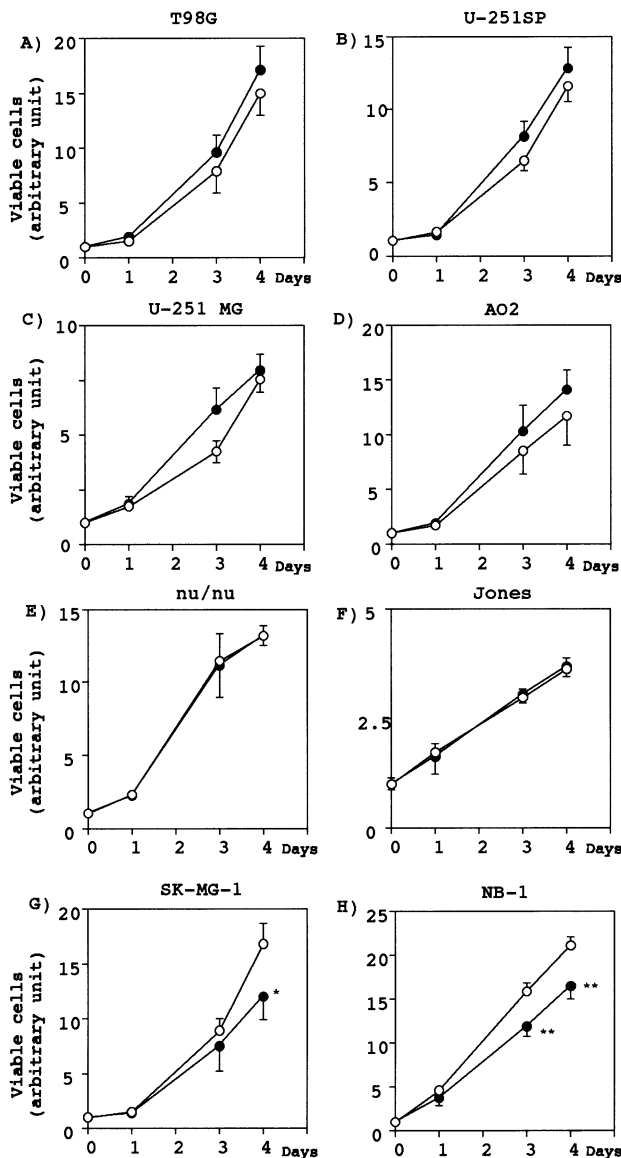 T98G
U-251SP
A)
20
15
10
5
0
Viable cells
(arbitrary unit)
0 1 2 3 4 Days
B)
15
10
5
0
0 1 2 3 4 Days
U-251 MG
AO2
C)
10
5
0
Viable cells
(arbitrary unit)
0 1 2 3 4 Days
D)
20
15
10
5
0
0 1 2 3 4 Days
nu/nu
Jones
E)
15
10
5
0
Viable cells
(arbitrary unit)
0 1 2 3 4 Days
F)
5
2.5
0
0 1 2 3 4 Days
SK-MG-1
NB-1
G)
20
15
10
5
0
Viable cells
(arbitrary unit)
*
0 1 2 3 4 Days
H)
25
20
15
10
5
0
**
**
0 1 2 3 4 Days